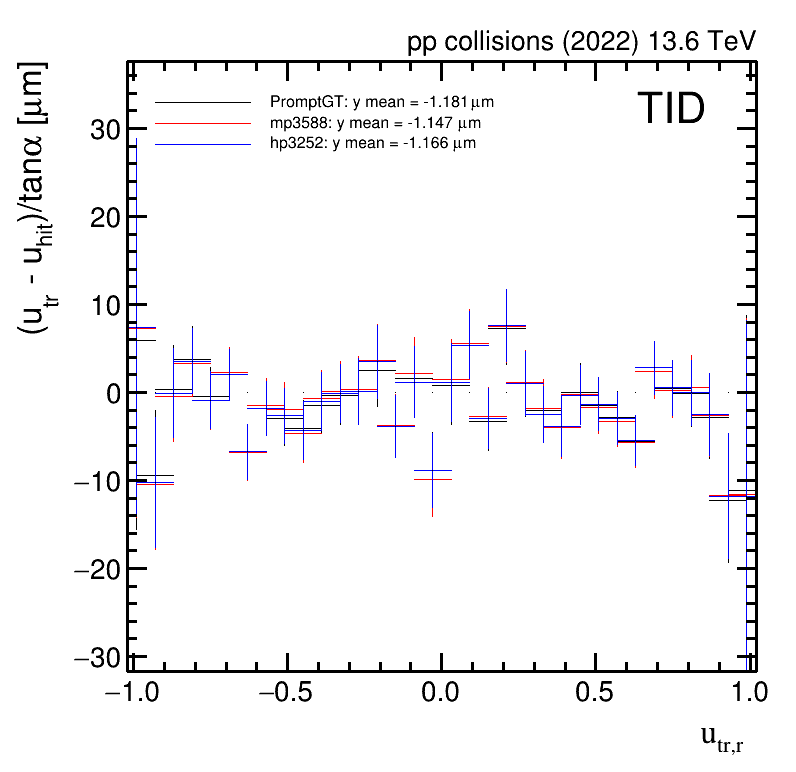 pp collisions (2022) 13.6 TeV
PromptGT: y mean = -1.181 μm
mp3588: y mean = -1.147 μm
hp3252: y mean = -1.166 μm
TID
(u_tr - u_hit)/tanα [μm]
30
20
10
0
−10
−20
−30
−1.0 −0.5 0.0 0.5 1.0
u_tr,r